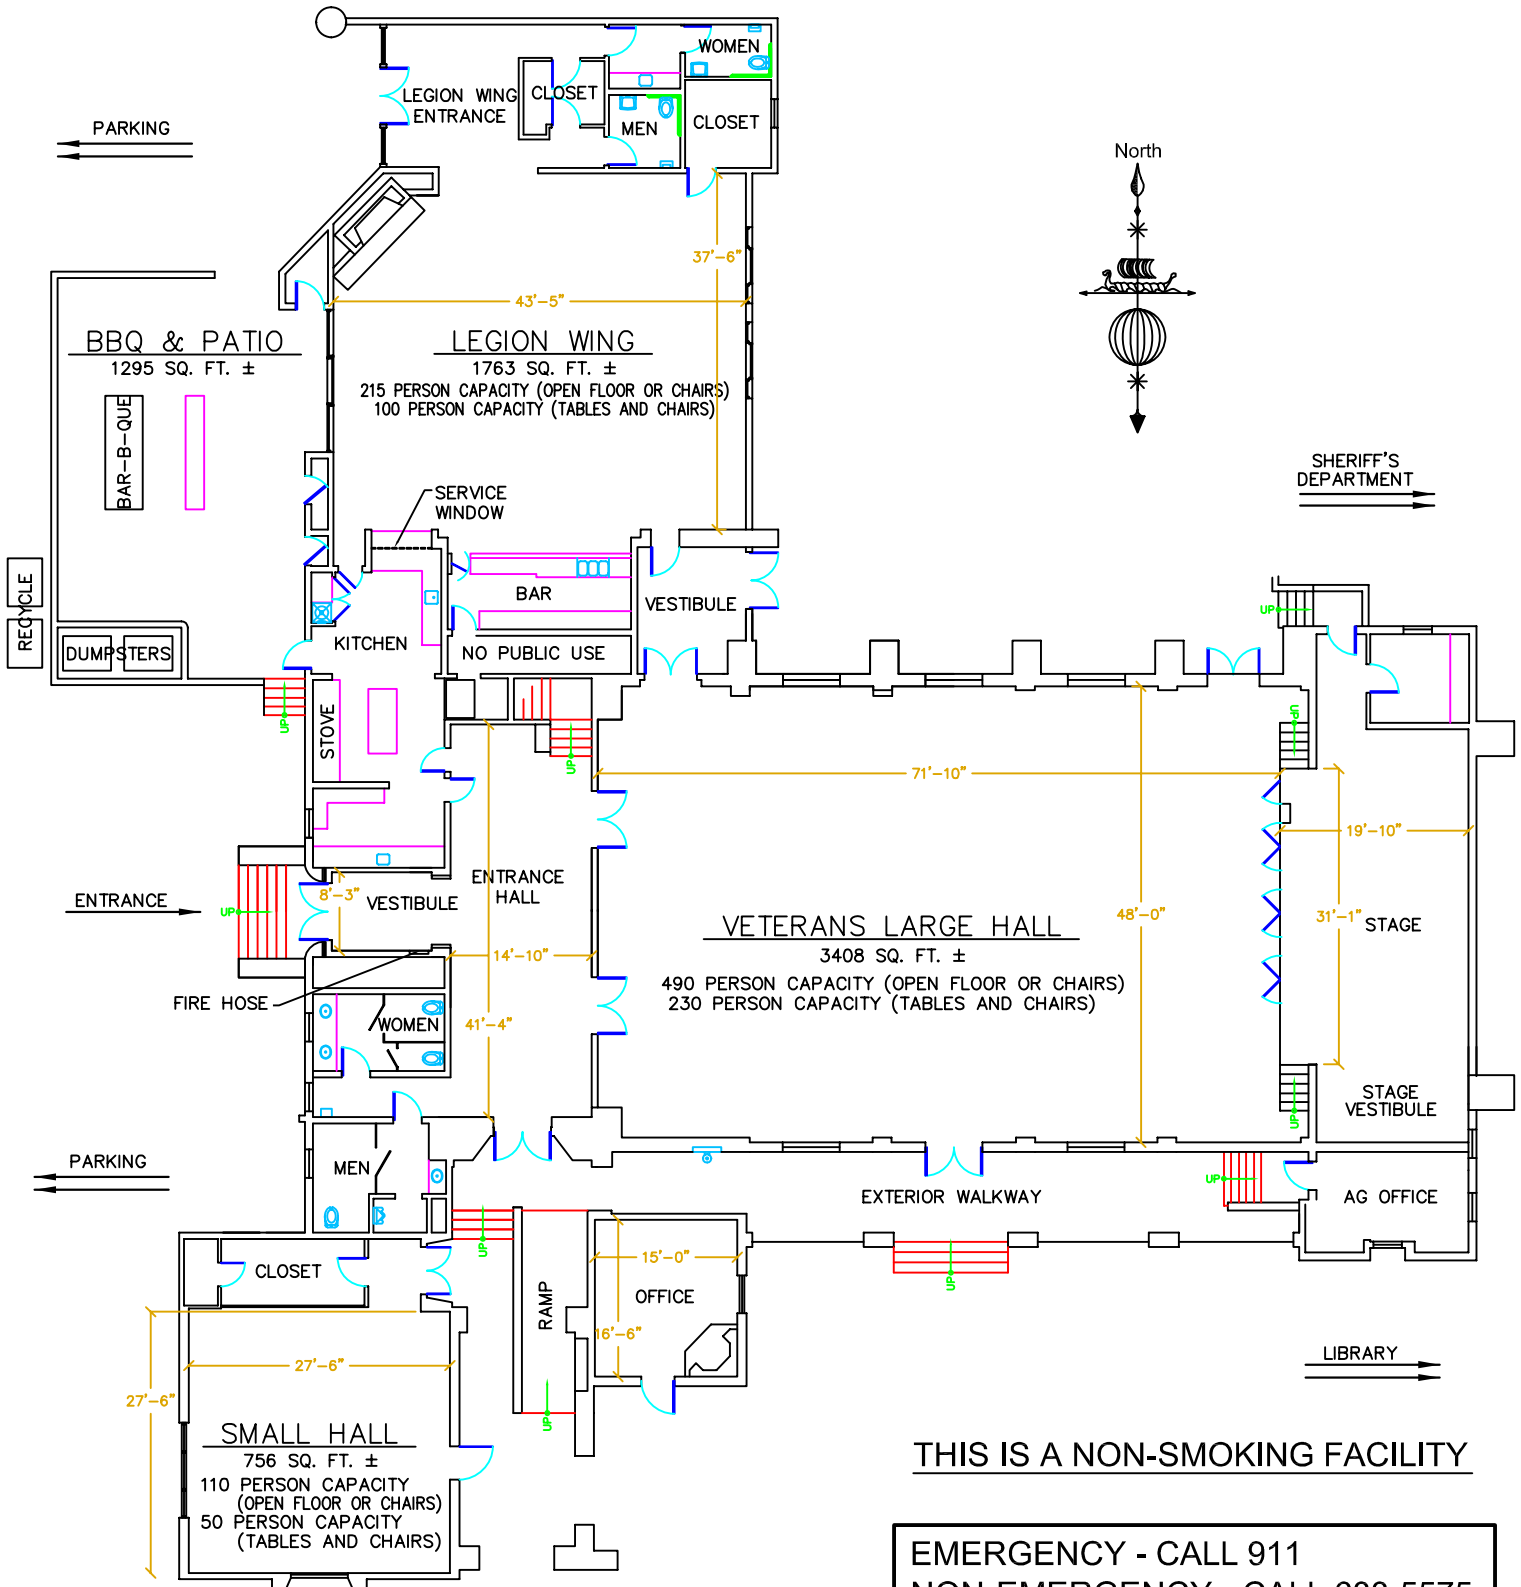 WOMEN
LEGION WING
ENTRANCE
CLOSET
MEN
CLOSET
PARKING
North
37'-6"
43'-5"
BBQ & PATIO
1295 SQ. FT. ±
LEGION WING
1763 SQ. FT. ±
215 PERSON CAPACITY (OPEN FLOOR OR CHAIRS)
100 PERSON CAPACITY (TABLES AND CHAIRS)
BAR-B-QUE
SHERIFF'S
DEPARTMENT
SERVICE
WINDOW
RECYCLE
BAR
VESTIBULE
UP
KITCHEN
NO PUBLIC USE
DUMPSTERS
UP
STOVE
UP
UP
71'-10"
19'-10"
ENTRANCE
UP
8'-3"
VESTIBULE
ENTRANCE
HALL
48'-0"
31'-1"
STAGE
VETERANS LARGE HALL
3408 SQ. FT. ±
490 PERSON CAPACITY (OPEN FLOOR OR CHAIRS)
230 PERSON CAPACITY (TABLES AND CHAIRS)
14'-10"
FIRE HOSE
WOMEN
41'-4"
STAGE
VESTIBULE
UP
PARKING
MEN
UP
EXTERIOR WALKWAY
AG OFFICE
UP
CLOSET
15'-0"
UP
RAMP
OFFICE
16'-6"
LIBRARY
27'-6"
27'-6"
UP
SMALL HALL
756 SQ. FT. ±
110 PERSON CAPACITY
(OPEN FLOOR OR CHAIRS)
50 PERSON CAPACITY
(TABLES AND CHAIRS)
THIS IS A NON-SMOKING FACILITY
EMERGENCY - CALL 911
NON-EMERGENCY - CALL 688-5575